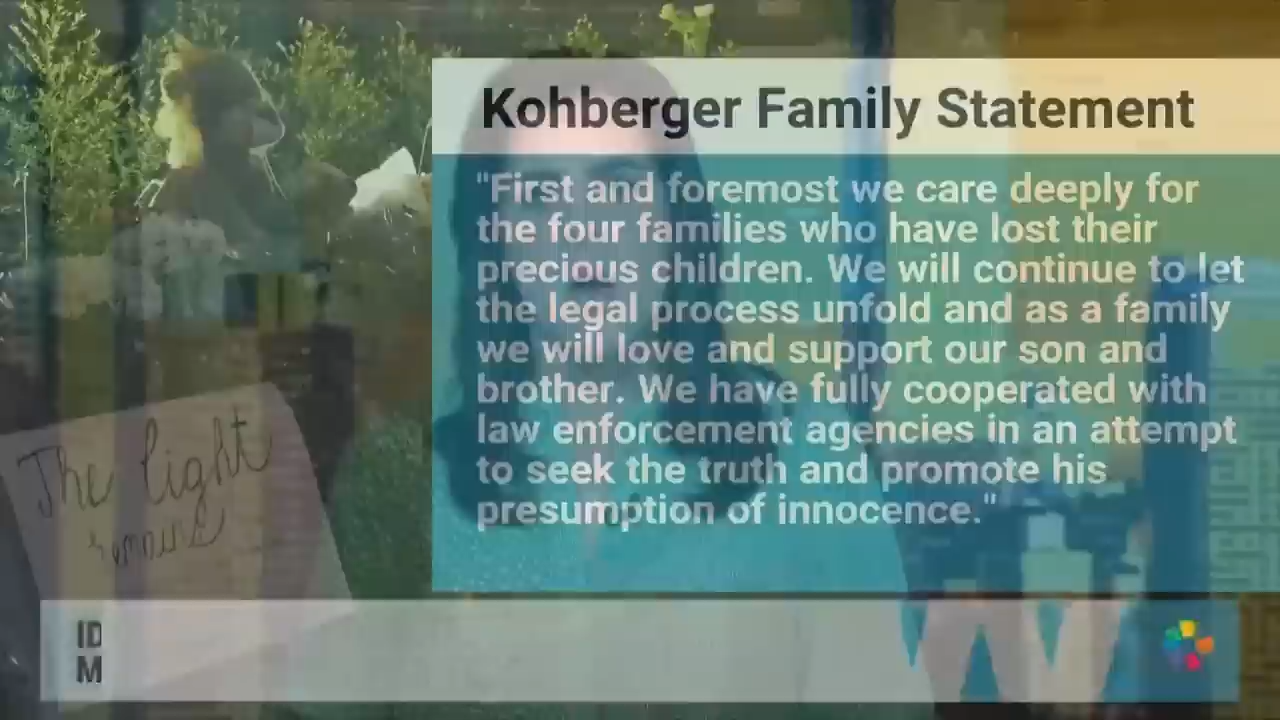 Kohberger Family Statement
"First and foremost we care deeply for
the four families who have lost their
precious children. We will continue to let
the legal process unfold and as a family
we will love and support our son and
brother. We have fully cooperated with
law enforcement agencies in an attempt
to seek the truth and promote his
presumption of innocence."
The light
remains
ID
M